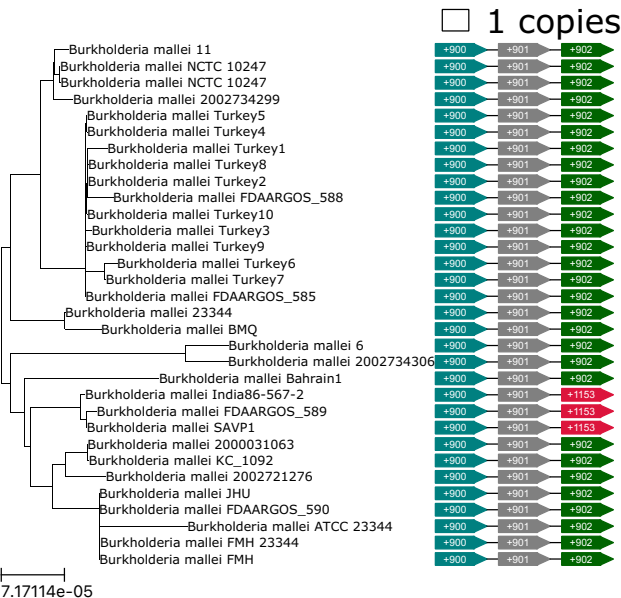 1 copies
Burkholderia mallei 11 +900 +901 +902
Burkholderia mallei NCTC 10247 +900 +901 +902
Burkholderia mallei NCTC 10247 +900 +901 +902
Burkholderia mallei 2002734299 +900 +901 +902
Burkholderia mallei Turkey5 +900 +901 +902
Burkholderia mallei Turkey4 +900 +901 +902
Burkholderia mallei Turkey1 +900 +901 +902
Burkholderia mallei Turkey8 +900 +901 +902
Burkholderia mallei Turkey2 +900 +901 +902
Burkholderia mallei FDAARGOS_588 +900 +901 +902
Burkholderia mallei Turkey10 +900 +901 +902
Burkholderia mallei Turkey3 +900 +901 +902
Burkholderia mallei Turkey9 +900 +901 +902
Burkholderia mallei Turkey6 +900 +901 +902
Burkholderia mallei Turkey7 +900 +901 +902
Burkholderia mallei FDAARGOS_585 +900 +901 +902
Burkholderia mallei 23344 +900 +901 +902
Burkholderia mallei BMQ +900 +901 +902
Burkholderia mallei 6 +900 +901 +902
Burkholderia mallei 2002734306 +900 +901 +902
Burkholderia mallei Bahrain1 +900 +901 +902
Burkholderia mallei India86-567-2 +900 +901 +1153
Burkholderia mallei FDAARGOS_589 +900 +901 +1153
Burkholderia mallei SAVP1 +900 +901 +1153
Burkholderia mallei 2000031063 +900 +901 +902
Burkholderia mallei KC_1092 +900 +901 +902
Burkholderia mallei 2002721276 +900 +901 +902
Burkholderia mallei JHU +900 +901 +902
Burkholderia mallei FDAARGOS_590 +900 +901 +902
Burkholderia mallei ATCC 23344 +900 +901 +902
Burkholderia mallei FMH 23344 +900 +901 +902
Burkholderia mallei FMH +900 +901 +902
7.17114e-05